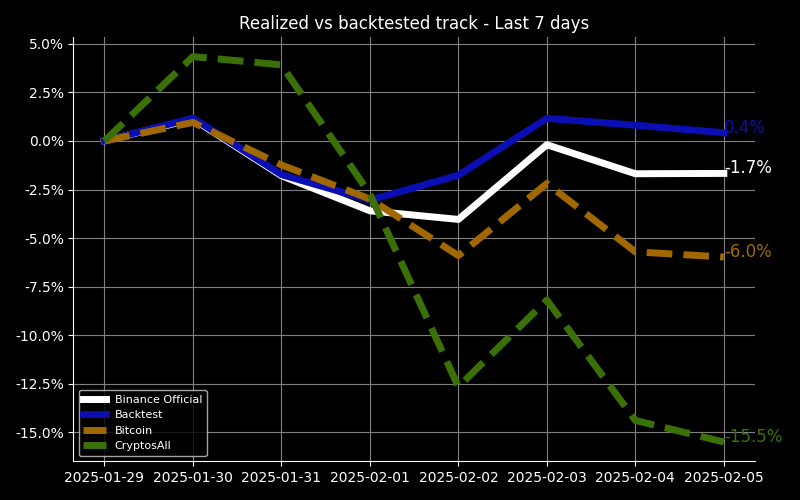 Realized vs backtested track - Last 7 days
5.0%
2.5%
0.0%
-2.5%
-5.0%
-7.5%
-10.0%
-12.5%
-15.0%
0.4%
-1.7%
-6.0%
-15.5%
Binance Official
Backtest
Bitcoin
CryptosAll
2025-01-29 2025-01-30 2025-01-31 2025-02-01 2025-02-02 2025-02-03 2025-02-04 2025-02-05